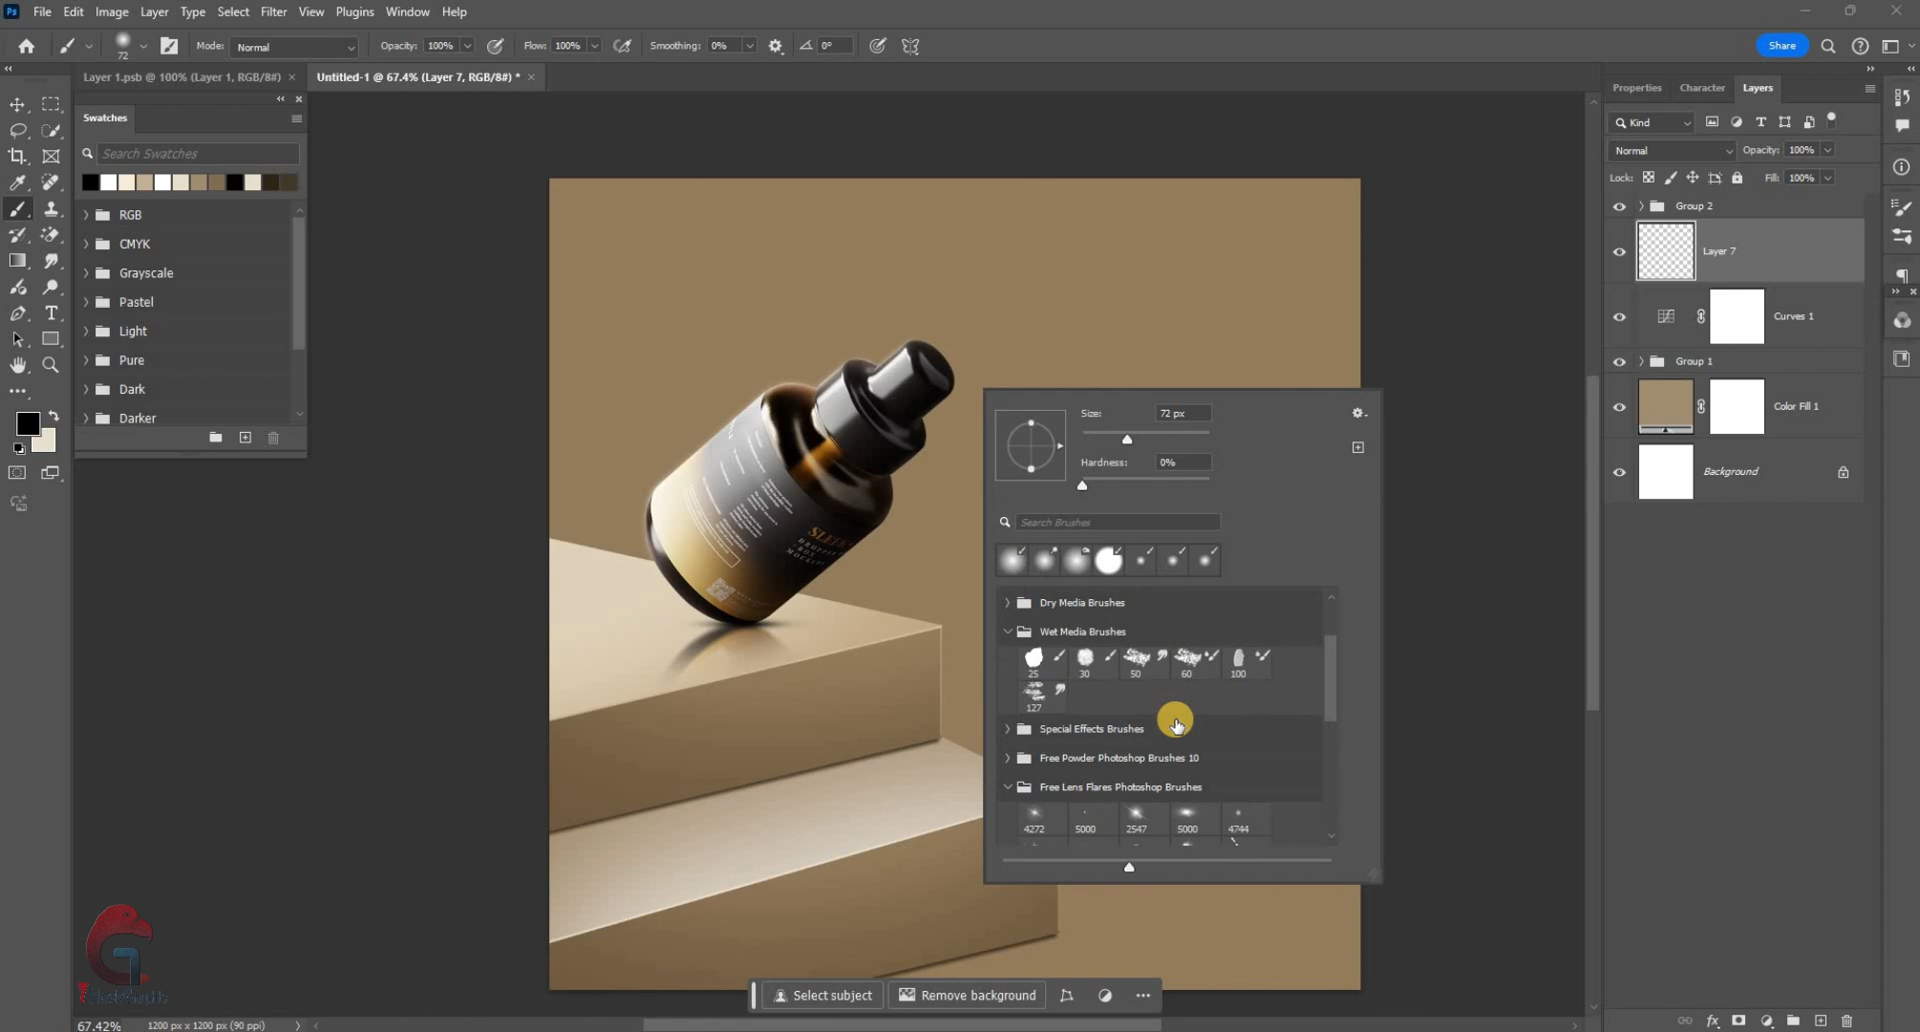 Ps File Edit Image Layer Type Select Filter View Plugins Window Help
72 Mode: Normal Opacity: 100% Flow: 100% Smoothing: 0% 0° Share
Layer 1.psb @ 100% (Layer 1, RGB/8#) × Untitled-1 @ 67.4% (Layer 7, RGB/8#) * ×
Swatches
Search Swatches
RGB
CMYK
Grayscale
Pastel
Light
Pure
Dark
Darker
Size: 72 px
Hardness: 0%
Search Brushes
Dry Media Brushes
Wet Media Brushes
25 30 50 60 100
127
Special Effects Brushes
Free Powder Photoshop Brushes 10
Free Lens Flares Photoshop Brushes
4272 5000 2547 5000 4744
DROPPER
BOX
MOCKUP
Properties Character Layers
Kind
Normal Opacity: 100%
Lock: Fill: 100%
Group 2
Layer 7
Curves 1
Group 1
Color Fill 1
Background
Select subject Remove background
67.42% 1200 px x 1200 px (90 ppi)